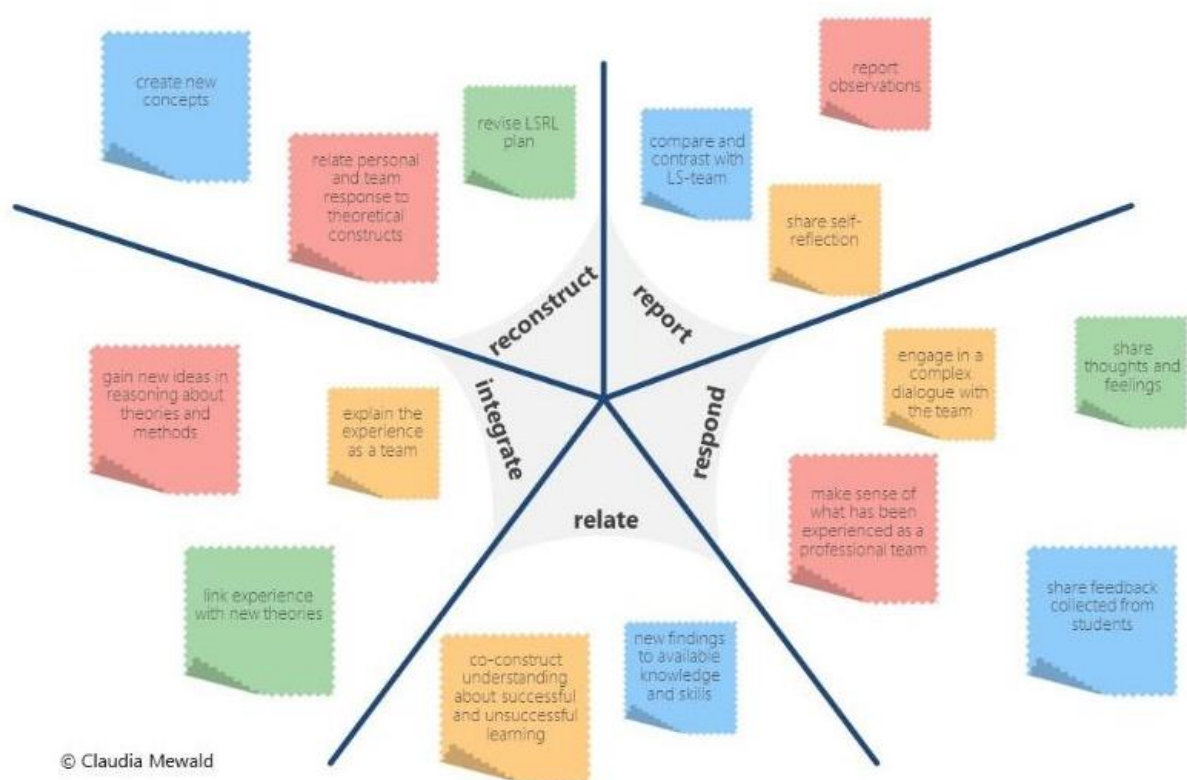 create new
concepts
relate personal
and team
response to
theoretical
constructs
revise LSRL
plan
compare and
contrast with
LS-team
report
observations
share self-
reflection
reconstruct
report
integrate
respond
relate
gain new ideas in
reasoning about
theories and
methods
explain the
experience
as a team
engage in a
complex
dialogue with
the team
share
thoughts and
feelings
make sense of
what has been
experienced as a
professional team
link experience
with new theories
share feedback
collected from
students
co-construct
understanding
about successful
and unsuccessful
learning
new findings
to available
knowledge
and skills
© Claudia Mewald